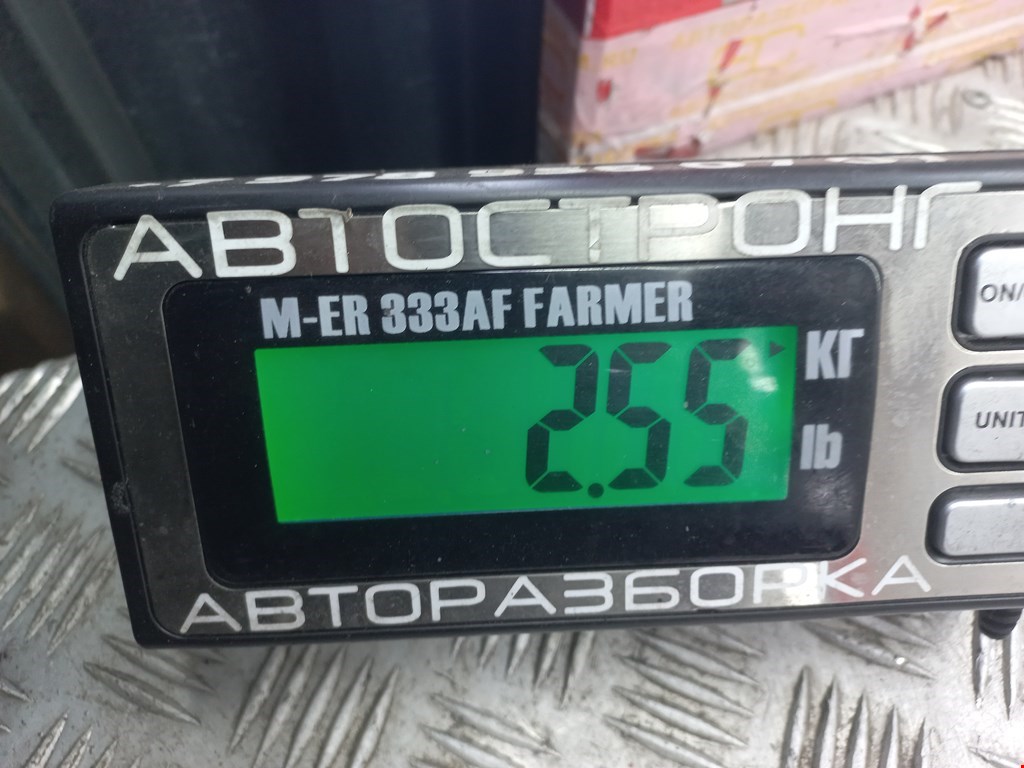 АВТОСТРОНГ
M-ER 333AF FARMER
2.55
КГ
lb
ON/
UNIT
АВТОРАЗБОРКА